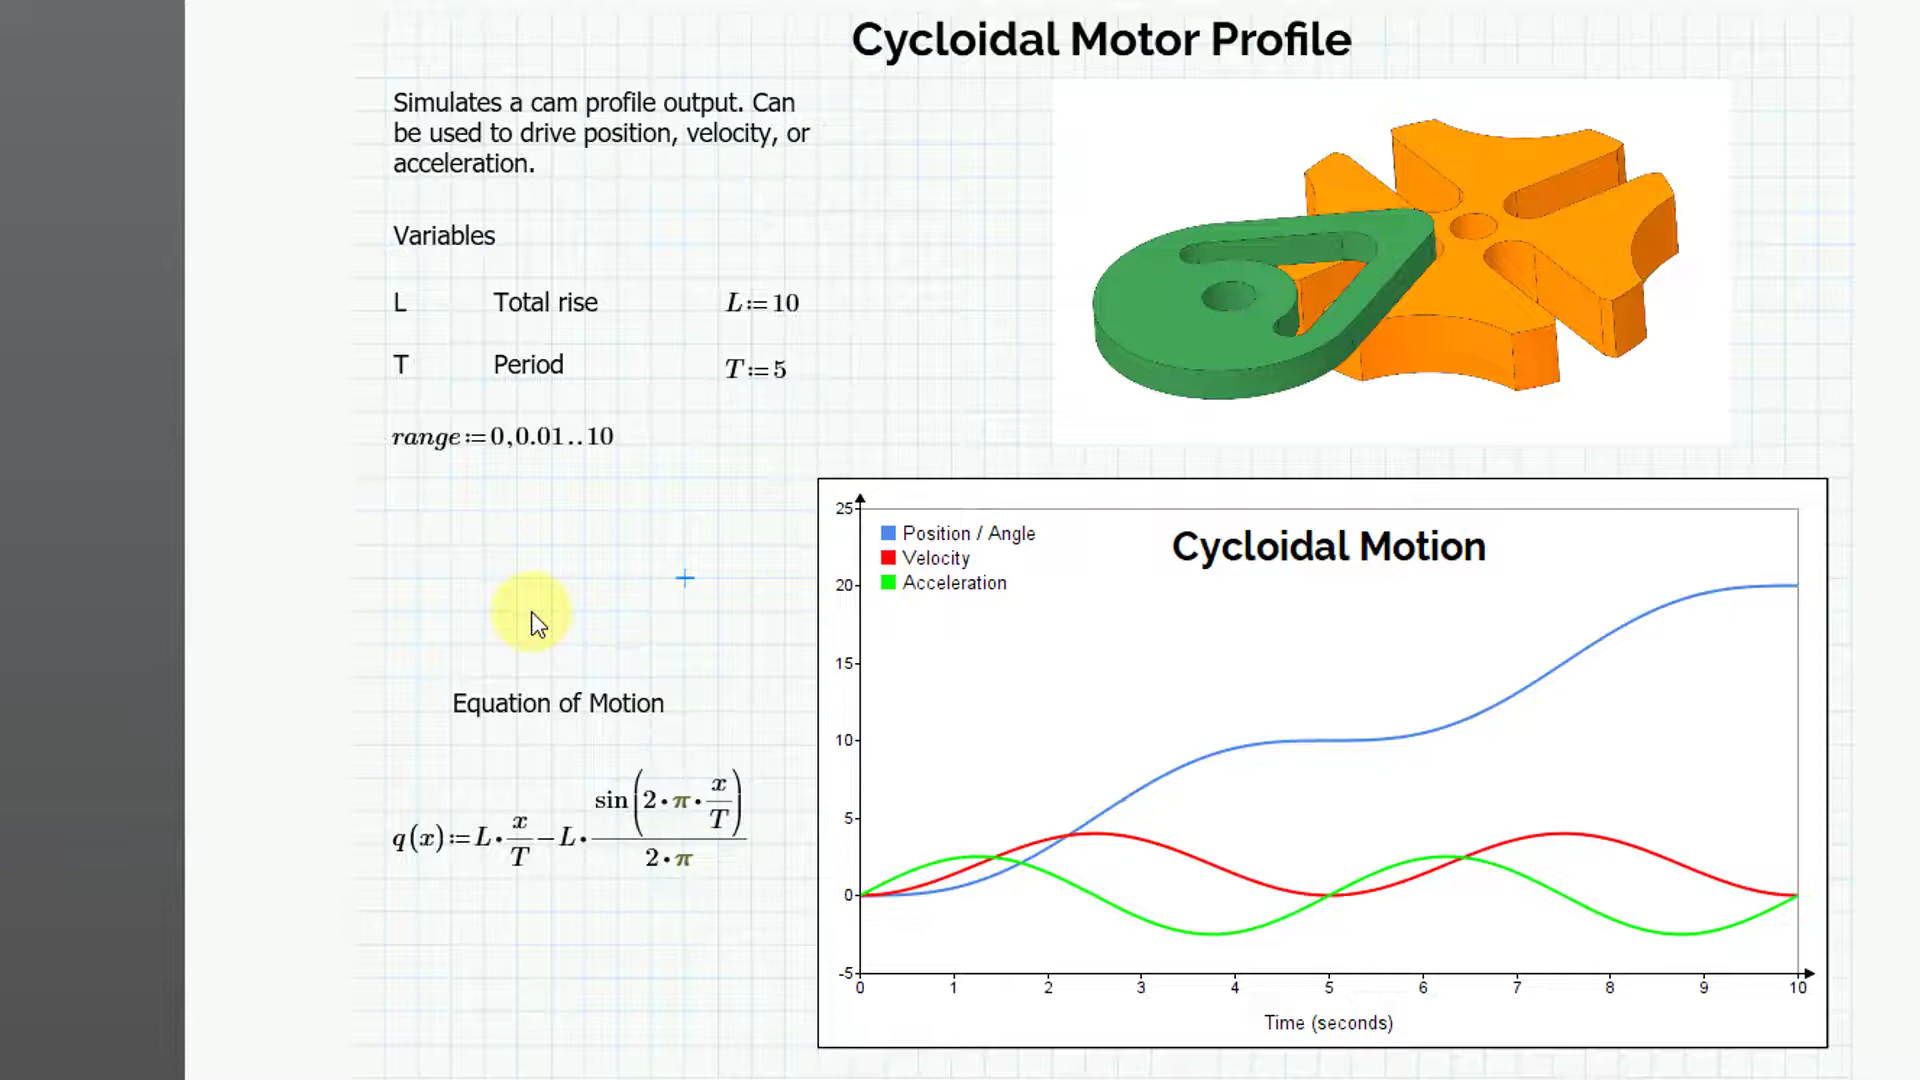 Cycloidal Motor Profile
Simulates a cam profile output. Can
be used to drive position, velocity, or
acceleration.
Variables
L Total rise L:=10
T Period T:=5
range:=0,0.01..10
Equation of Motion
q(x):=L·x/T−L·sin(2·π·x/T)/2·π
Cycloidal Motion
Position / Angle
Velocity
Acceleration
25
20
15
10
5
0
-5
0 1 2 3 4 5 6 7 8 9 10
Time (seconds)